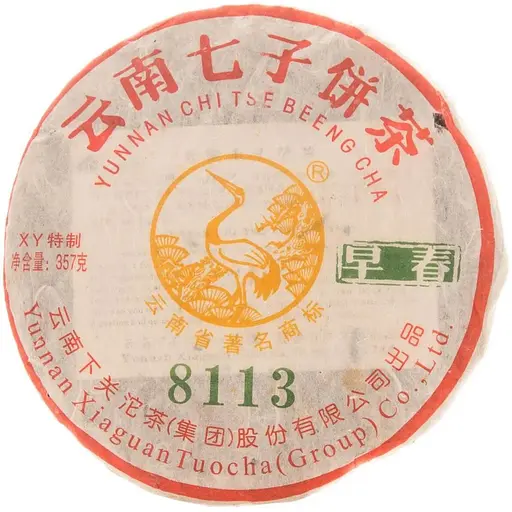 云南七子饼茶
YUNNAN CHI TSE BEENG CHA
®
XY特制
净含量：357克
早春
云南省著名商标
8113
云南下关沱茶(集团)股份有限公司出品
Yunnan Xiaguan Tuocha (Group) Co., Ltd.